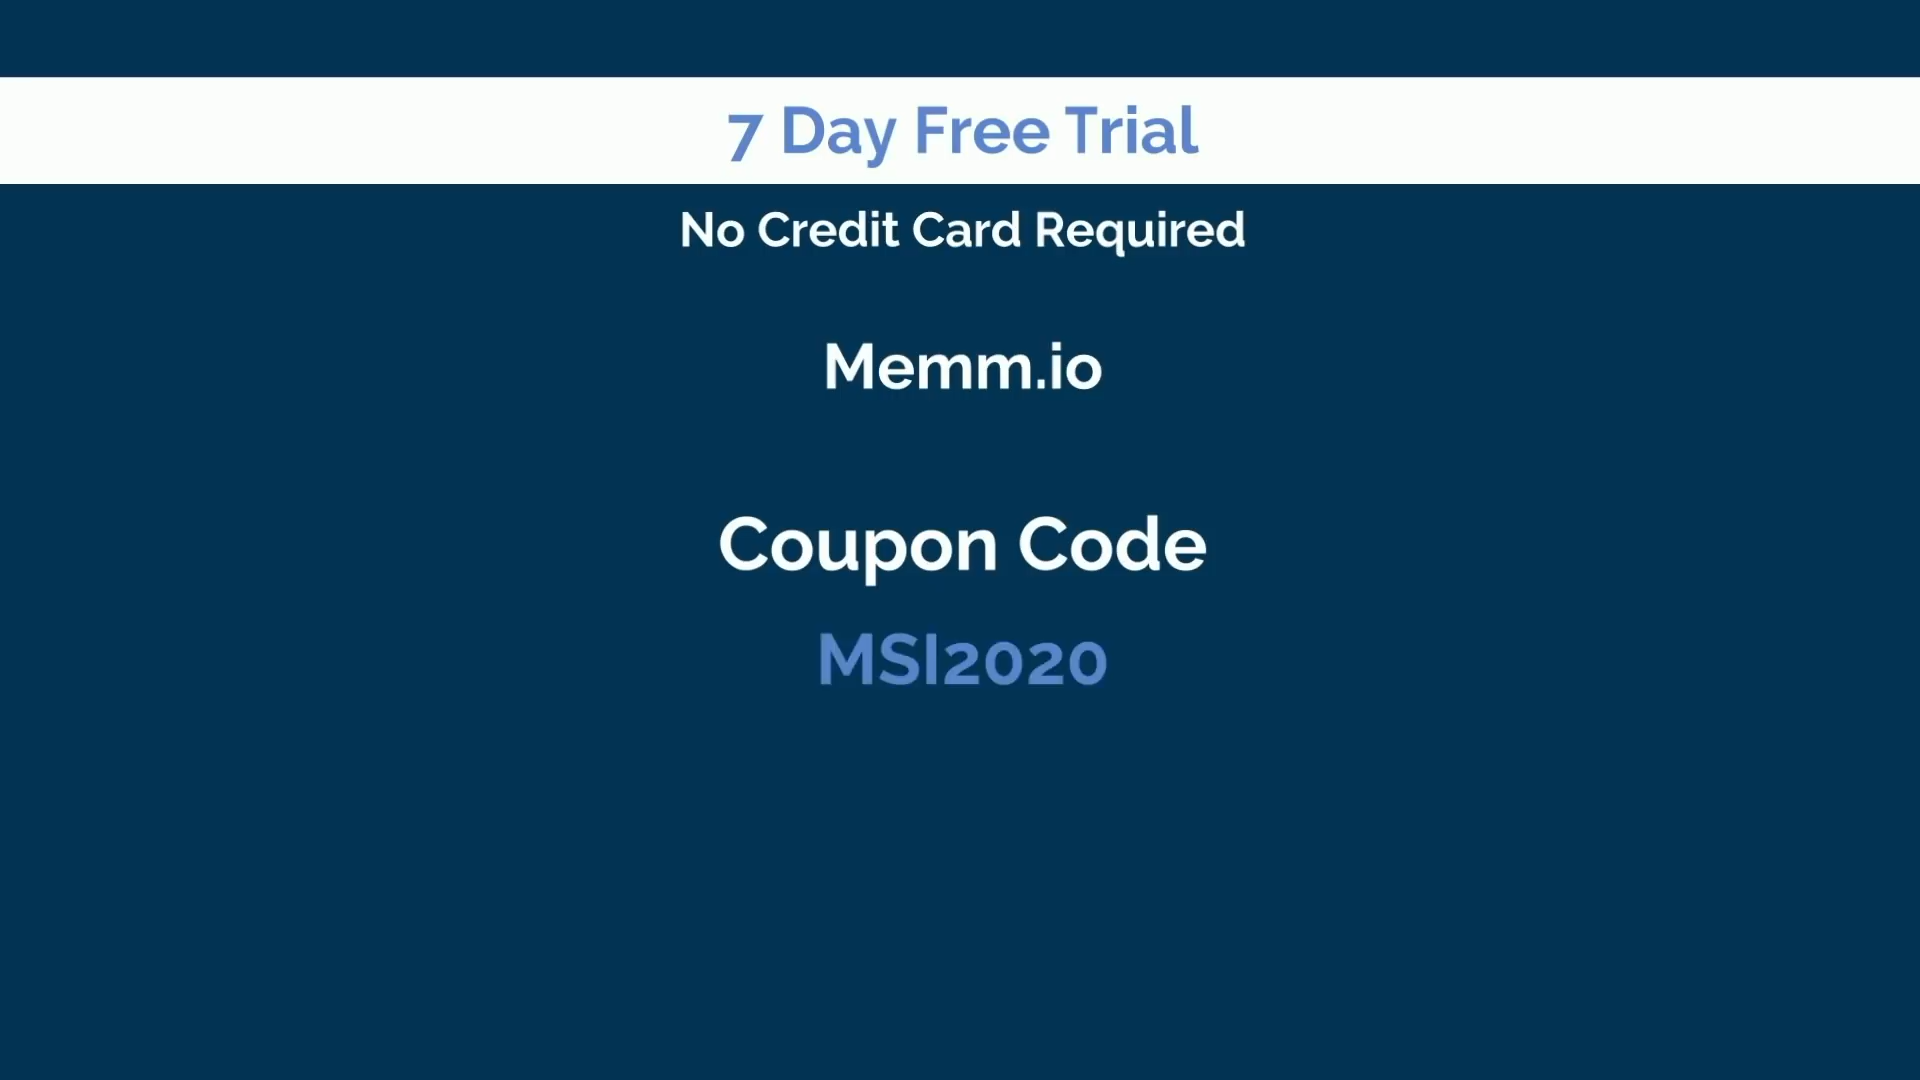 7 Day Free Trial
No Credit Card Required
Memm.io
Coupon Code
MSI2020